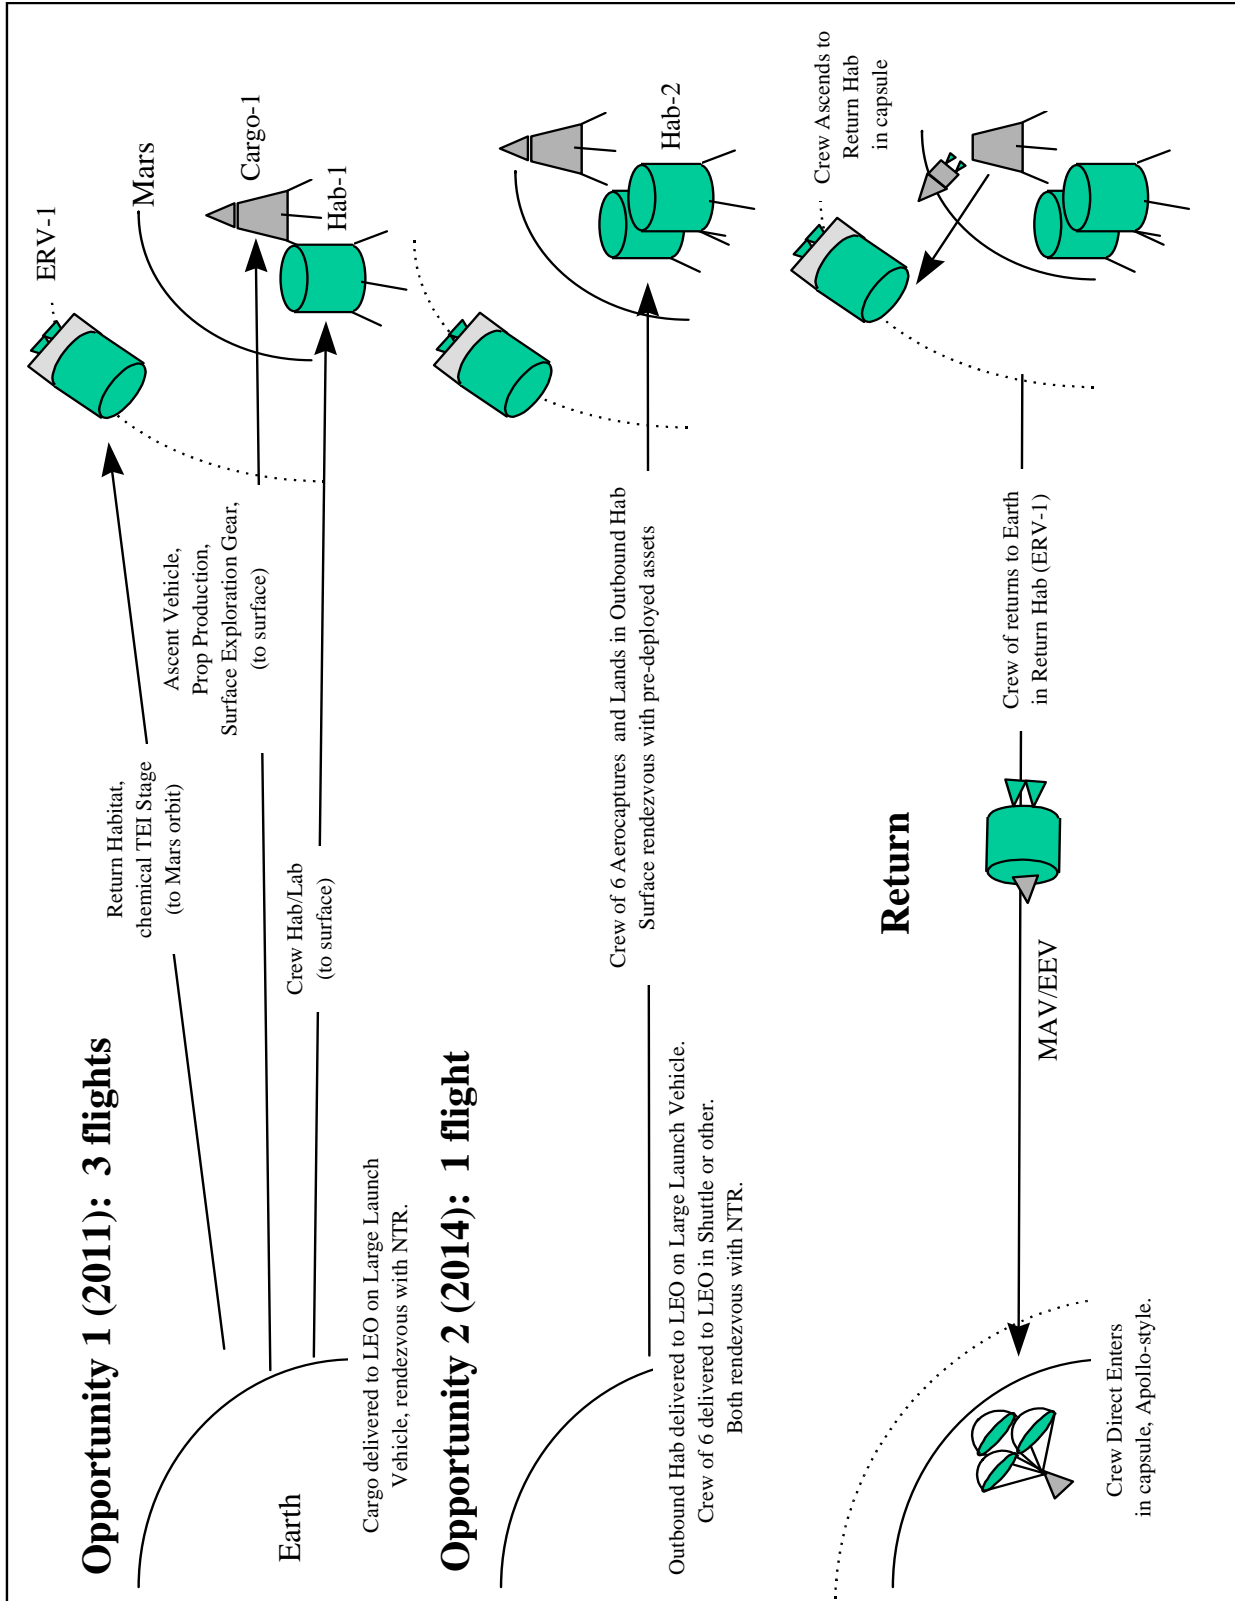 Opportunity 1 (2011):  3 flights
ERV-1
Mars
Cargo-1
Hab-1
Return Habitat,
chemical TEI Stage
(to Mars orbit)
Ascent Vehicle,
Prop Production,
Surface Exploration Gear,
(to surface)
Crew Hab/Lab
(to surface)
Earth
Cargo delivered to LEO on Large Launch
Vehicle, rendezvous with NTR.
Opportunity 2 (2014):  1 flight
Hab-2
Crew of 6 Aerocaptures  and Lands in Outbound Hab
Surface rendezvous with pre-deployed assets
Outbound Hab delivered to LEO on Large Launch Vehicle.
Crew of 6 delivered to LEO in Shuttle or other.
Both rendezvous with NTR.
Return
Crew Ascends to
Return Hab
in capsule
Crew of returns to Earth
in Return Hab (ERV-1)
MAV/EEV
Crew Direct Enters
in capsule, Apollo-style.